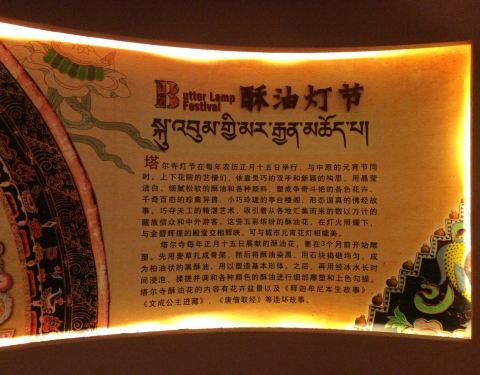 Butter Lamp Festival 酥油灯节
སྐུ་འབུམ་གྱི་མར་རྒྱན་མཆོད་པ།
塔尔寺灯节在每年农历正月十五日举行，与中原的元宵节同
时。上下花院的艺僧们，依靠灵巧的双手和新颖的构思，用晶莹
洁白、细腻松软的酥油和各种颜料，塑成争奇斗艳的各色花卉，
千奇百态的珍禽异兽、小巧玲珑的亭台楼阁、形态逼真的佛经故
事。巧夺天工的精湛艺术，吸引着从各地汇集而来的数以万计的
藏族信众和中外游客。这些五彩缤纷的酥油花，在灯火照耀下，
与金碧辉煌的殿堂交相辉映，可与城市元宵花灯相媲美。
塔尔寺每年正月十五日展献的酥油花，要在3个月前开始雕
塑。先用麦草扎成骨架，然后将酥油染黑，用石块捣砸均匀，成
为柏油状的黑酥油，用以塑造基本形体，之后，再用经冰水长时
间浸泡、揉搓并调和各种颜色的酥油进行细部雕塑和上色勾描。
塔尔寺酥油花的内容有花卉盆景以及《释迦牟尼本生故事》、
《文成公主进藏》、《唐僧取经》等连环故事。